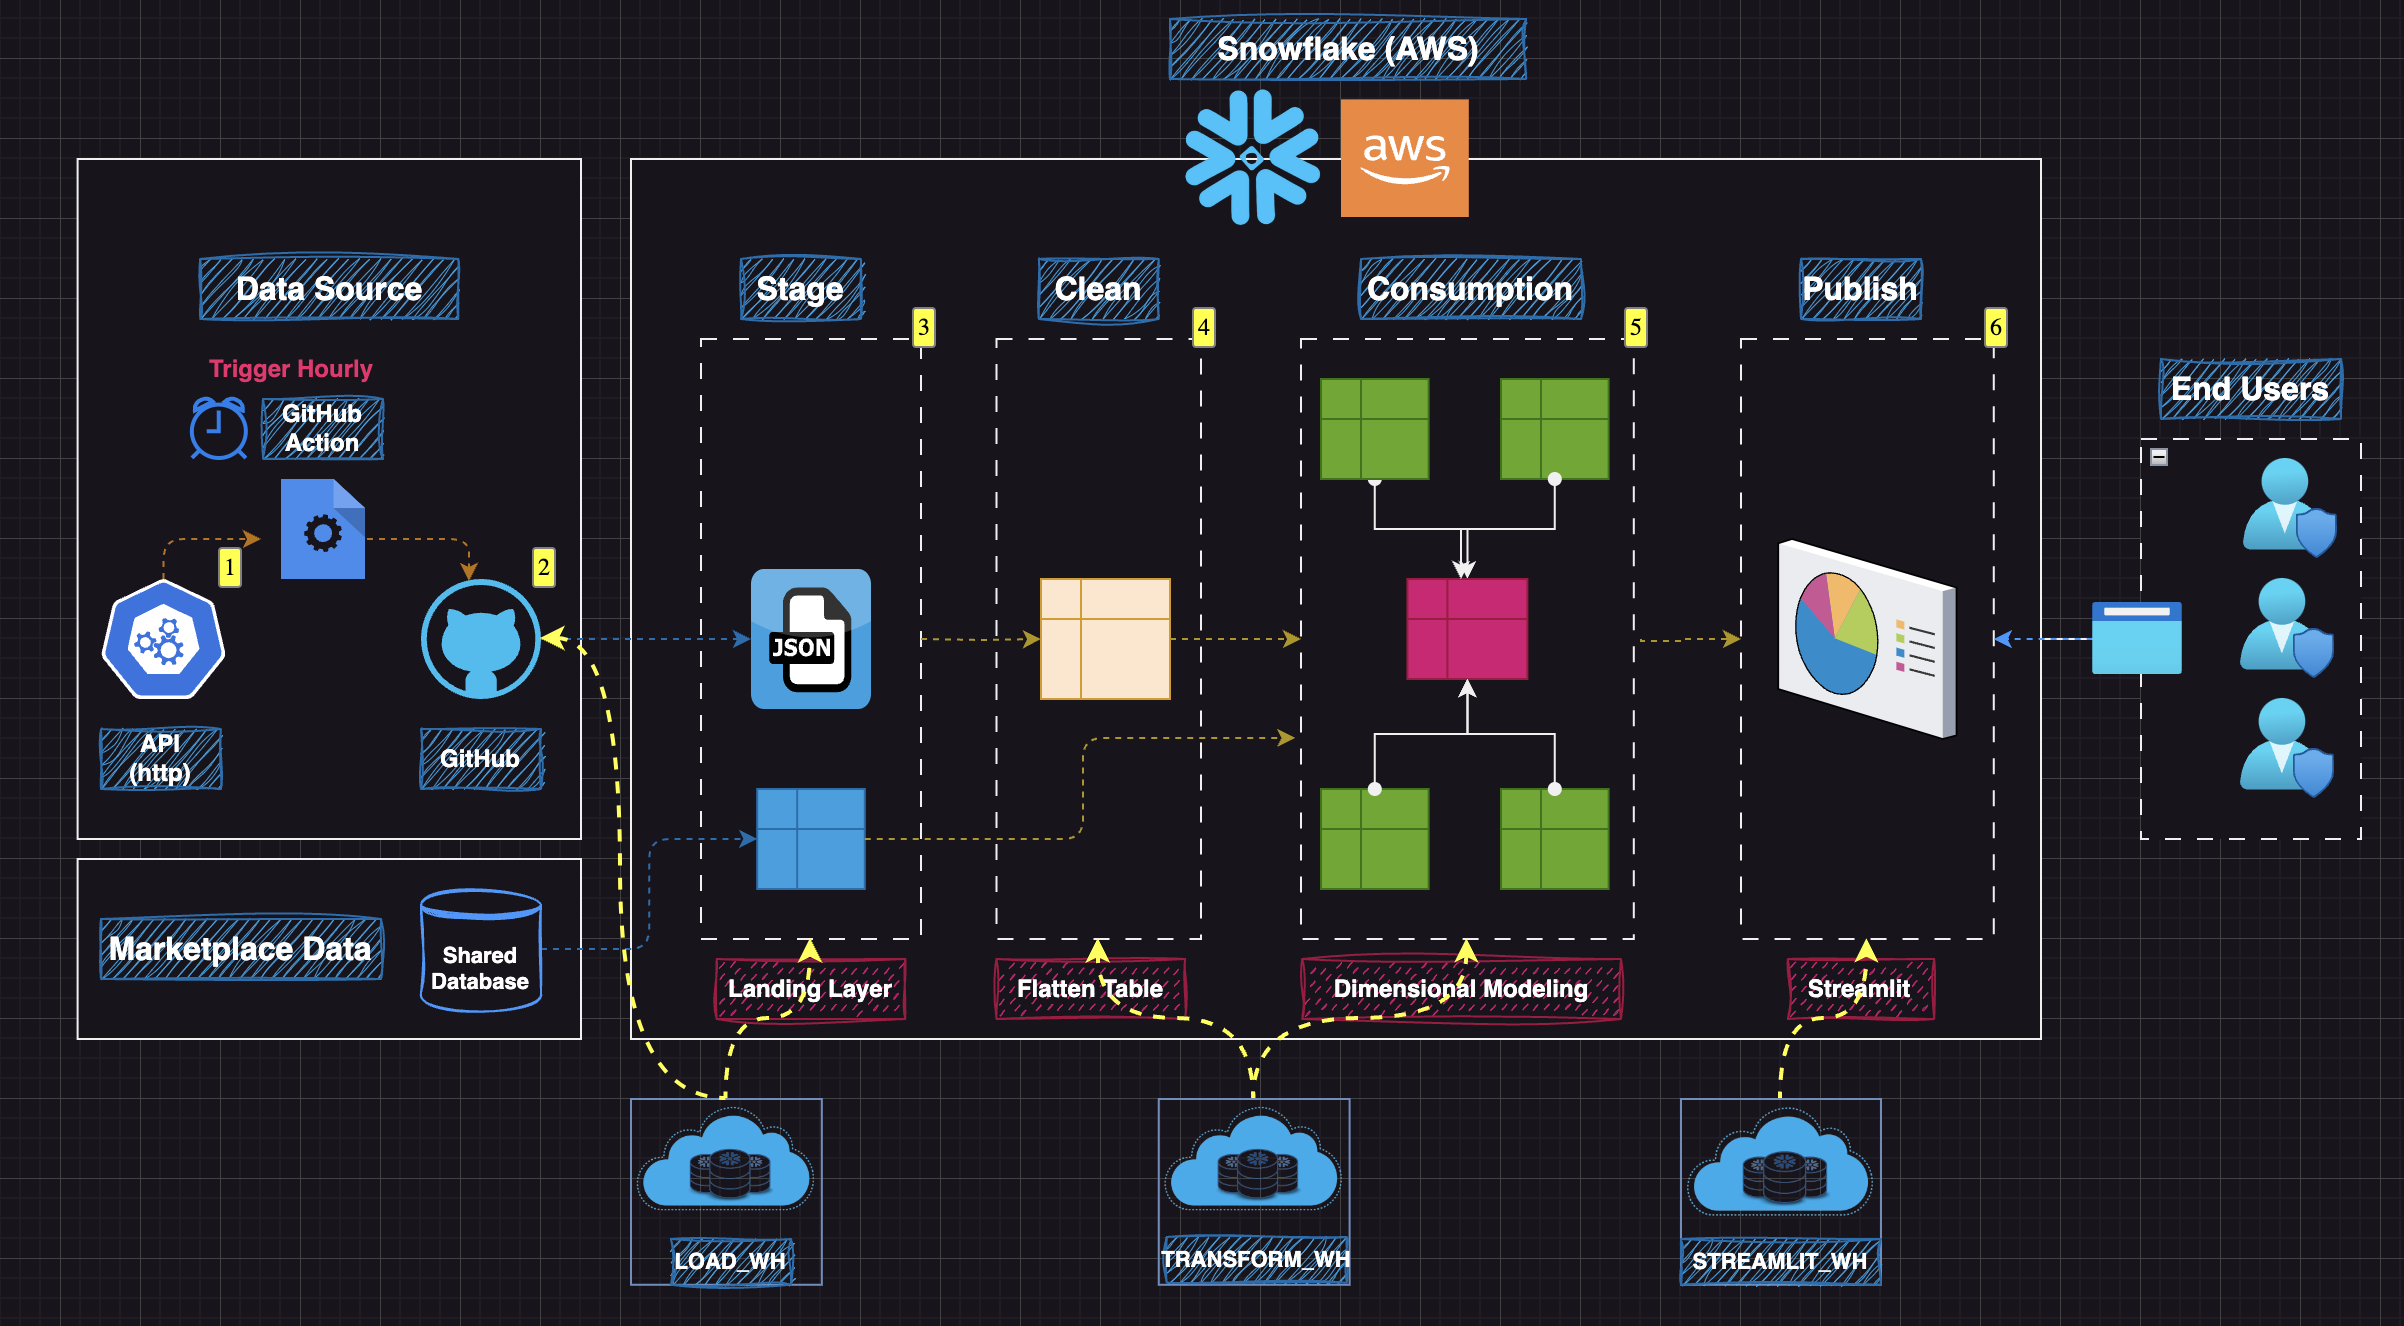 Snowflake (AWS)
aws
Data Source
Trigger Hourly
GitHub
Action
1
2
API
(http)
GitHub
Marketplace Data
Shared
Database
Stage
3
JSON
Landing Layer
Clean
4
Flatten Table
Consumption
5
Dimensional Modeling
Publish
6
Streamlit
End Users
LOAD_WH
TRANSFORM_WH
STREAMLIT_WH